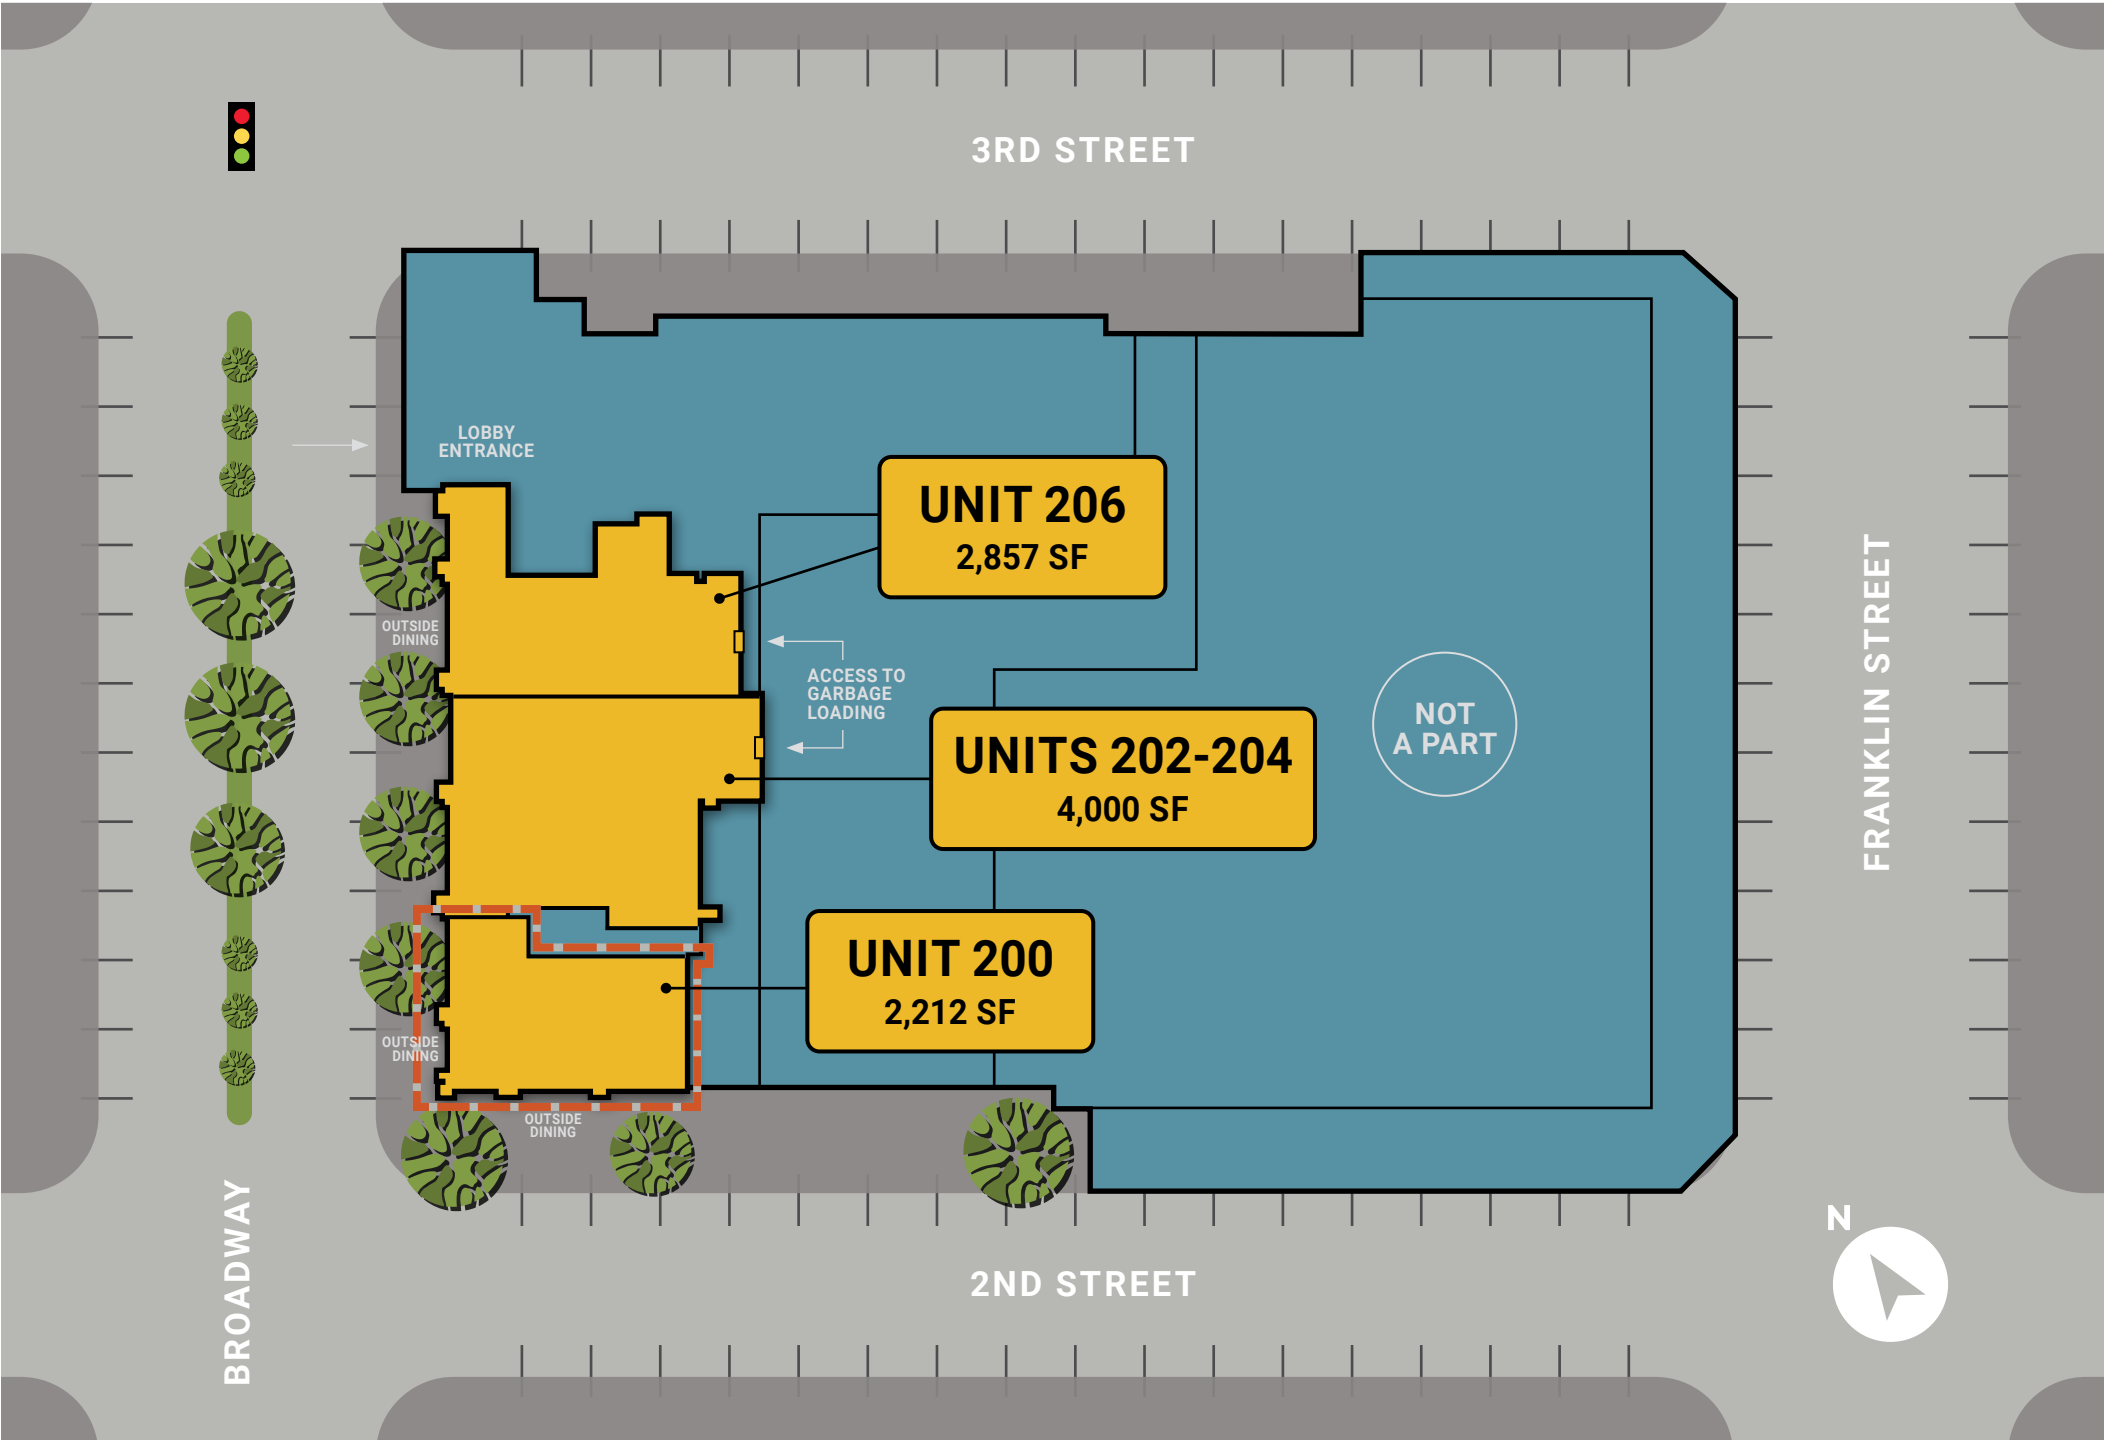 3RD STREET
LOBBY
ENTRANCE
UNIT 206
2,857 SF
OUTSIDE
DINING
ACCESS TO
GARBAGE
LOADING
NOT
A PART
UNITS 202-204
4,000 SF
FRANKLIN STREET
UNIT 200
2,212 SF
OUTSIDE
DINING
OUTSIDE
DINING
BROADWAY
2ND STREET
N